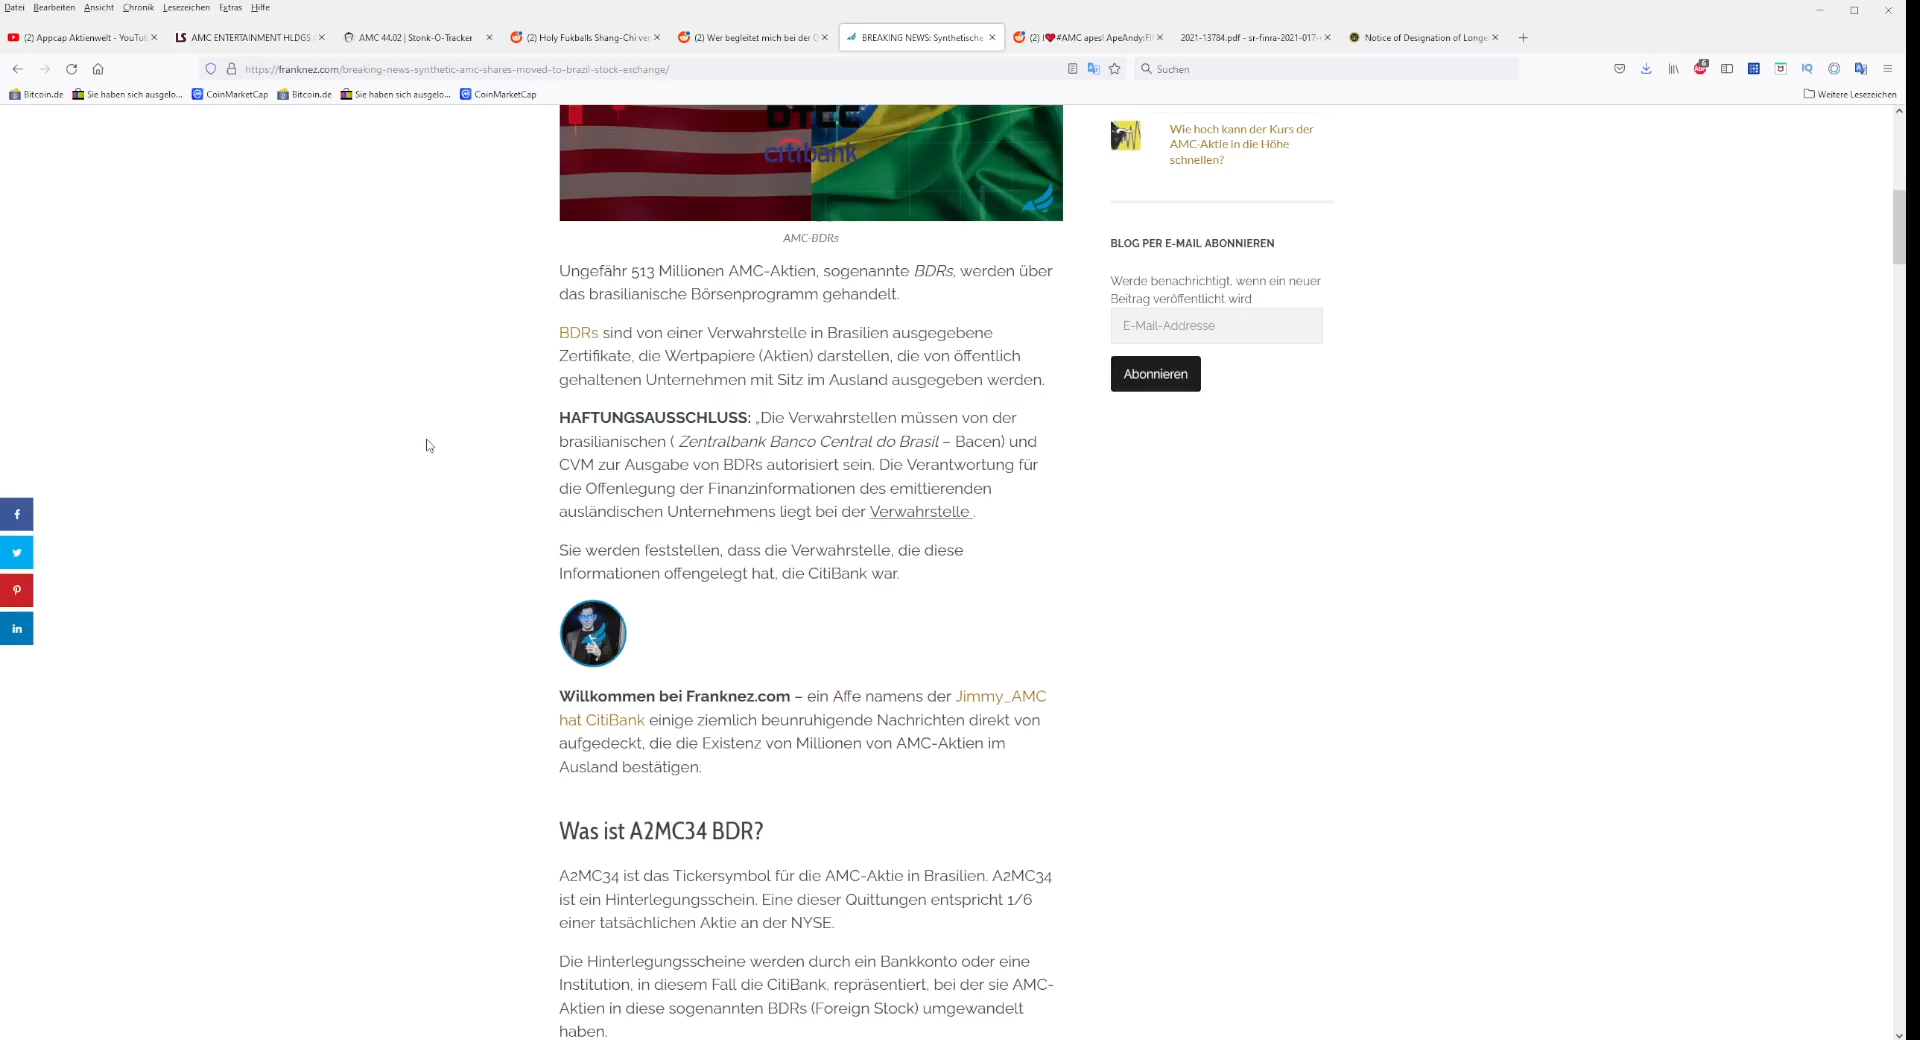 Datei Bearbeiten Ansicht Chronik Lesezeichen Extras Hilfe
(2) Appcap Aktienwelt - YouTub
AMC ENTERTAINMENT HLDGS
AMC 44.02 | Stonk-O-Tracker
(2) Holy Fukballs Shang-Chi ver
(2) Wer begleitet mich bei der
BREAKING NEWS: Synthetische
(2) I❤️#AMC apes! ApeAndy:
2021-13784.pdf - sr-finra-2021-017-
Notice of Designation of Longe
https://franknez.com/breaking-news-synthetic-amc-shares-moved-to-brazil-stock-exchange/
Suchen
6
Bitcoin.de
Sie haben sich ausgelo...
CoinMarketCap
Bitcoin.de
Sie haben sich ausgelo...
CoinMarketCap
Weitere Lesezeichen
citibank
AMC-BDRs
Ungefähr 513 Millionen AMC-Aktien, sogenannte BDRs, werden über
das brasilianische Börsenprogramm gehandelt.
BDRs sind von einer Verwahrstelle in Brasilien ausgegebene
Zertifikate, die Wertpapiere (Aktien) darstellen, die von öffentlich
gehaltenen Unternehmen mit Sitz im Ausland ausgegeben werden.
HAFTUNGSAUSSCHLUSS: „Die Verwahrstellen müssen von der
brasilianischen ( Zentralbank Banco Central do Brasil – Bacen) und
CVM zur Ausgabe von BDRs autorisiert sein. Die Verantwortung für
die Offenlegung der Finanzinformationen des emittierenden
ausländischen Unternehmens liegt bei der Verwahrstelle .
Sie werden feststellen, dass die Verwahrstelle, die diese
Informationen offengelegt hat, die CitiBank war.
Willkommen bei Franknez.com – ein Affe namens der Jimmy_AMC
hat CitiBank einige ziemlich beunruhigende Nachrichten direkt von
aufgedeckt, die die Existenz von Millionen von AMC-Aktien im
Ausland bestätigen.
Was ist A2MC34 BDR?
A2MC34 ist das Tickersymbol für die AMC-Aktie in Brasilien. A2MC34
ist ein Hinterlegungsschein. Eine dieser Quittungen entspricht 1/6
einer tatsächlichen Aktie an der NYSE.
Die Hinterlegungsscheine werden durch ein Bankkonto oder eine
Institution, in diesem Fall die CitiBank, repräsentiert, bei der sie AMC-
Aktien in diese sogenannten BDRs (Foreign Stock) umgewandelt
haben.
Wie hoch kann der Kurs der
AMC-Aktie in die Höhe
schnellen?
BLOG PER E-MAIL ABONNIEREN
Werde benachrichtigt, wenn ein neuer
Beitrag veröffentlicht wird
E-Mail-Addresse
Abonnieren